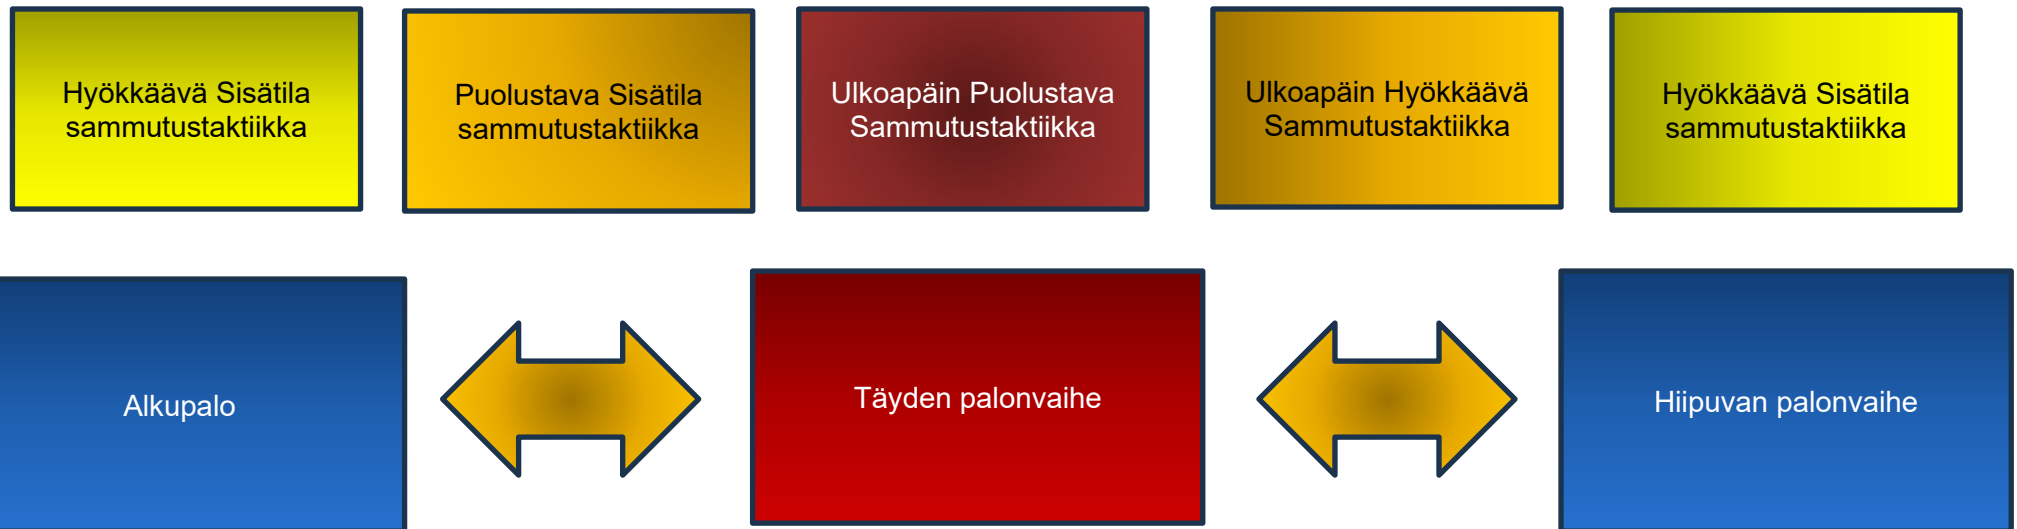 Hyökkäävä Sisätila
sammutustaktiikka
Puolustava Sisätila
sammutustaktiikka
Ulkoapäin Puolustava
Sammutustaktiikka
Ulkoapäin Hyökkäävä
Sammutustaktiikka
Hyökkäävä Sisätila
sammutustaktiikka
Alkupalo
Täyden palonvaihe
Hiipuvan palonvaihe